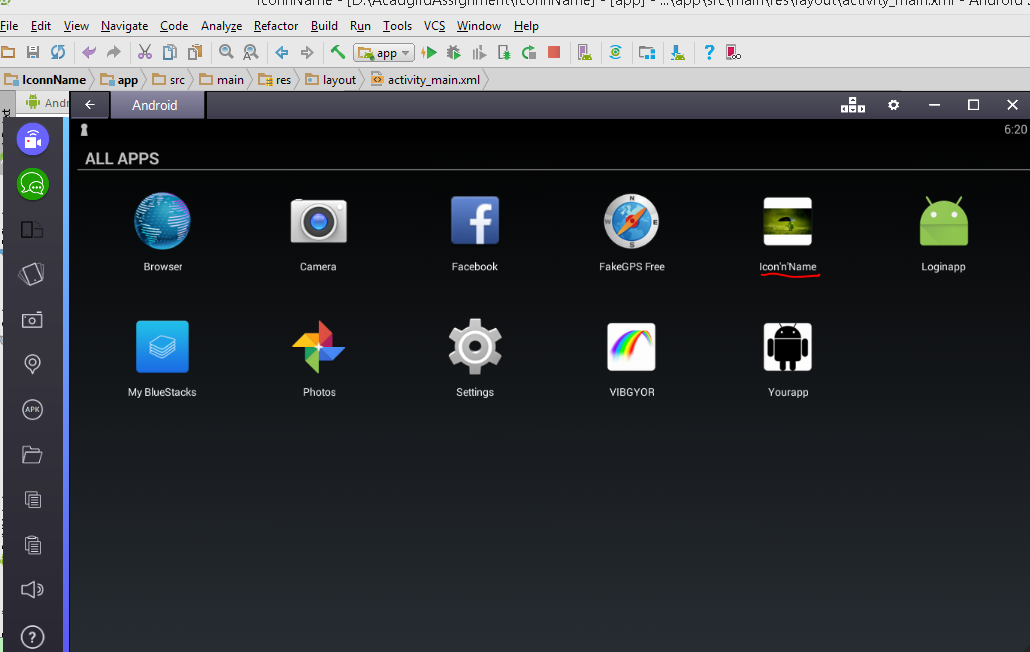 IconnName - [D:\AcadgildAssignment\IconnName] - [app] - ...\app\src\main\res\layout\activity_main.xml - Android
File Edit View Navigate Code Analyze Refactor Build Run Tools VCS Window Help
app
IconnName app src main res layout activity_main.xml
Andr
Android
6:20
ALL APPS
Browser Camera Facebook FakeGPS Free Icon'n'Name Loginapp
My BlueStacks Photos Settings VIBGYOR Yourapp
APK